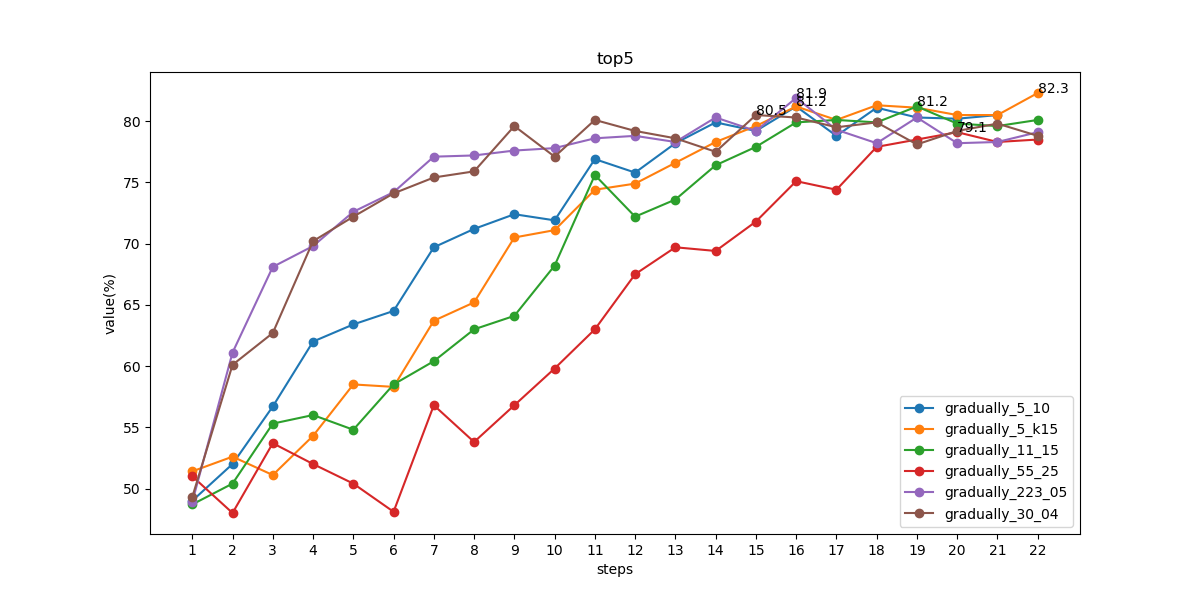 top5
value(%)
80
75
70
65
60
55
50
80.5
81.9
81.2
81.2
79.1
82.3
gradually_5_10
gradually_5_k15
gradually_11_15
gradually_55_25
gradually_223_05
gradually_30_04
1 2 3 4 5 6 7 8 9 10 11 12 13 14 15 16 17 18 19 20 21 22
steps